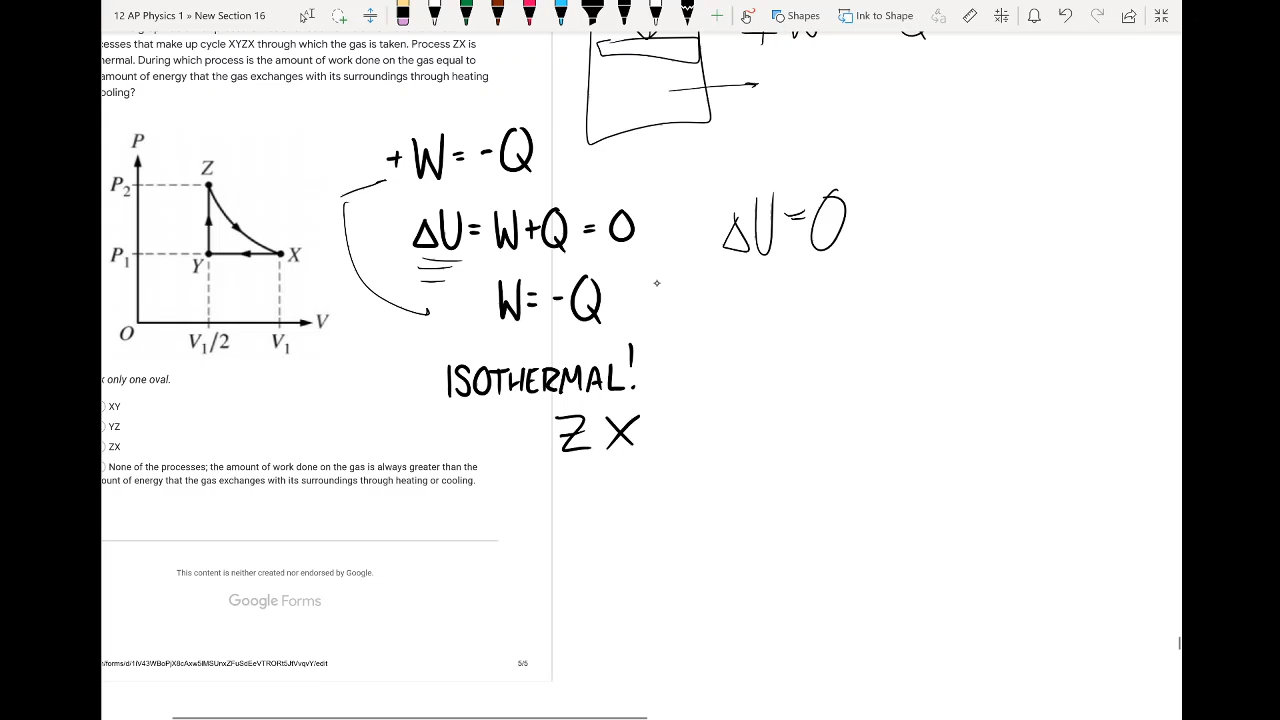 12 AP Physics 1 » New Section 16
Shapes
Ink to Shape
cesses that make up cycle XYZX through which the gas is taken. Process ZX is
ermal. During which process is the amount of work done on the gas equal to
amount of energy that the gas exchanges with its surroundings through heating
ooling?
P
Z
P₂
P₁
Y
X
O
V₁/2
V₁
V
+W = -Q
ΔU = W+Q = 0
W = -Q
ISOTHERMAL!
ZX
ΔU = 0
only one oval.
XY
YZ
ZX
None of the processes; the amount of work done on the gas is always greater than the
ount of energy that the gas exchanges with its surroundings through heating or cooling.
This content is neither created nor endorsed by Google.
Google Forms
5/5